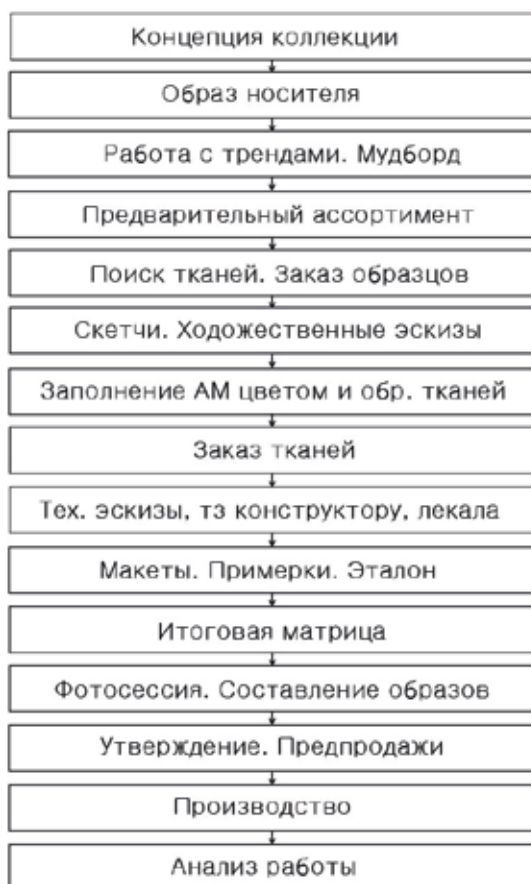 Концепция коллекции
Образ носителя
Работа с трендами. Мудборд
Предварительный ассортимент
Поиск тканей. Заказ образцов
Скетчи. Ходожественные эскизы
Заполнение АМ цветом и обр. тканей
Заказ тканей
Тех. эскизы, тз конструктору, лекала
Макеты. Примерки. Эталон
Итоговая матрица
Фотосессия. Составление образов
Утверждение. Предпродажи
Производство
Анализ работы